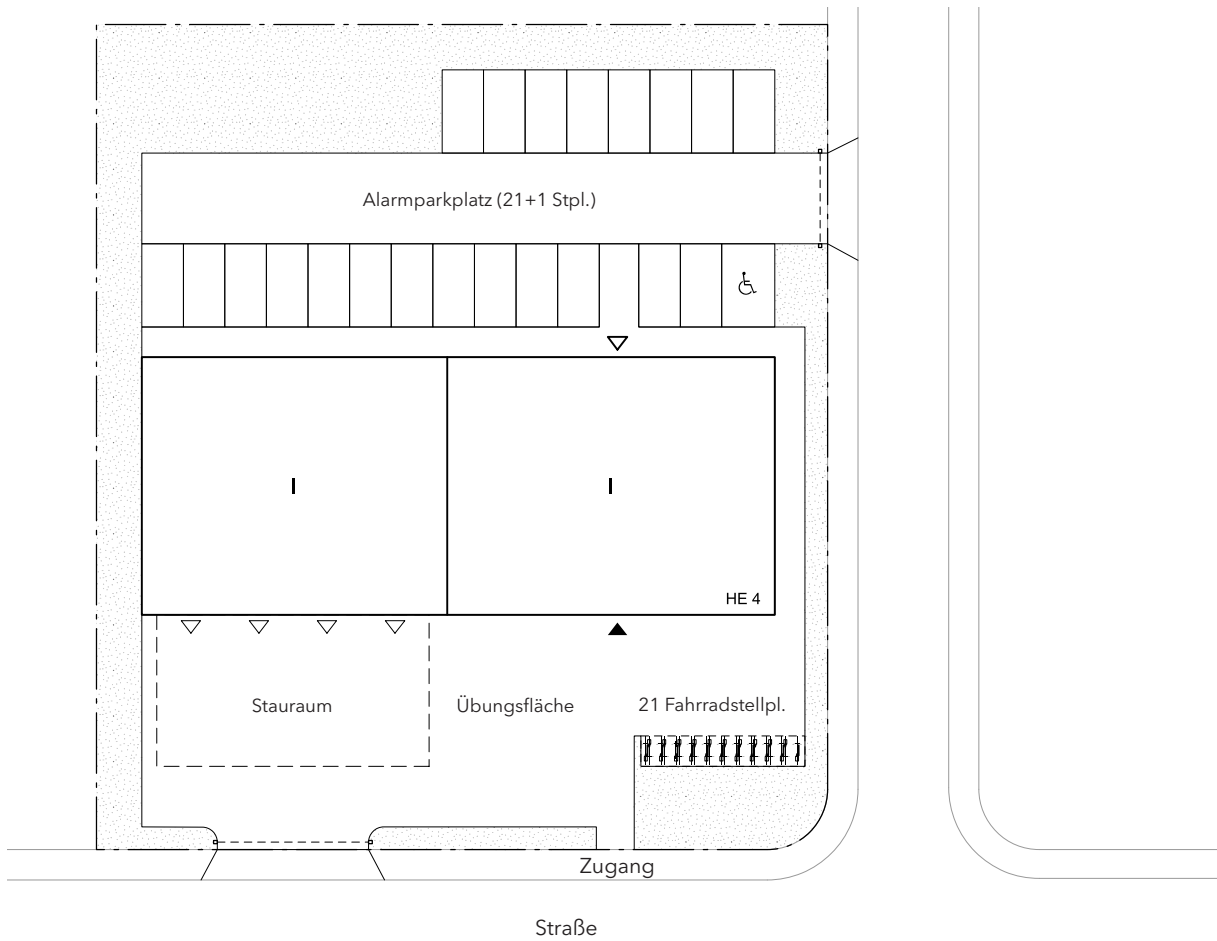 Alarmparkplatz (21+1 Stpl.)
I
I
HE 4
Stauraum
Übungsfläche
21 Fahrradstellpl.
Zugang
Straße